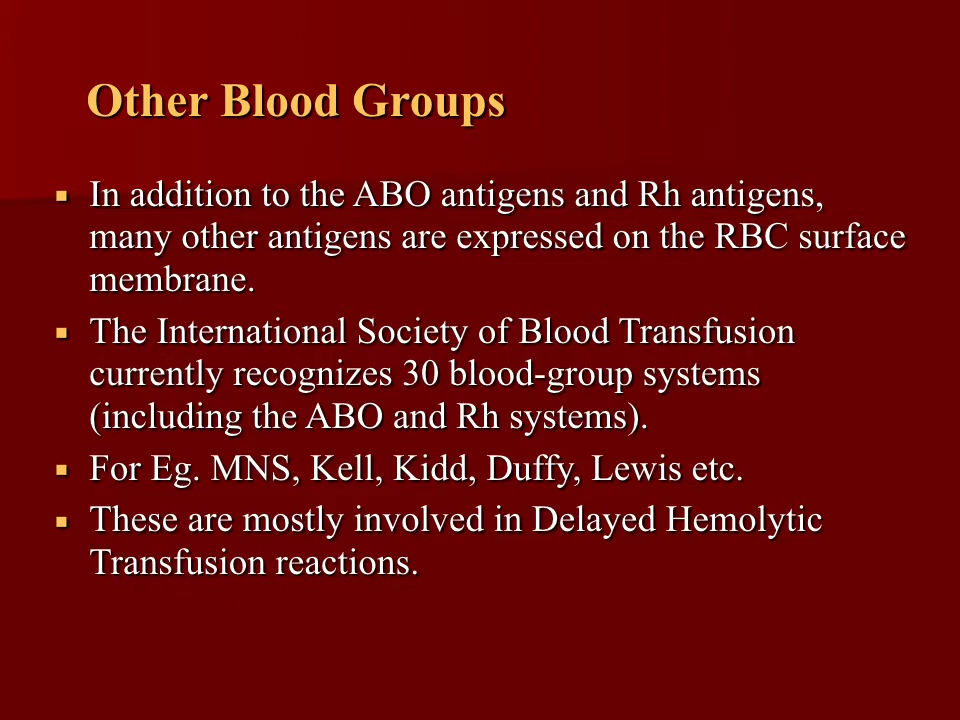 Other Blood Groups
In addition to the ABO antigens and Rh antigens,
many other antigens are expressed on the RBC surface
membrane.
The International Society of Blood Transfusion
currently recognizes 30 blood-group systems
(including the ABO and Rh systems).
For Eg. MNS, Kell, Kidd, Duffy, Lewis etc.
These are mostly involved in Delayed Hemolytic
Transfusion reactions.